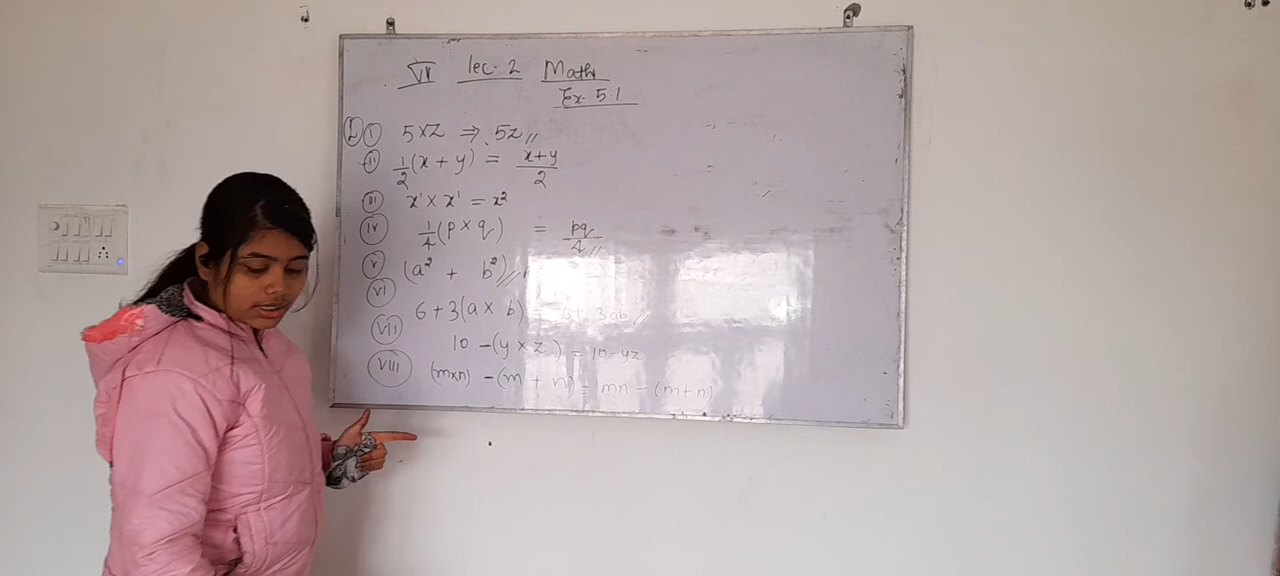 VI lec. 2 Maths
Ex. 5.1
1 (i) 5×z ⇒ 5z //
(ii) 1/2 (x + y) = x+y/2
(iii) x¹ × x¹ = x²
(iv) 1/4 (p × q) = pq/4 //
(v) (a² + b²) //
(vi) 6 + 3(a × b) = 6 + 3ab //
(vii) 10 - (y × z) = 10 - yz
(viii) (m×n) - (m + n) = mn - (m+n)